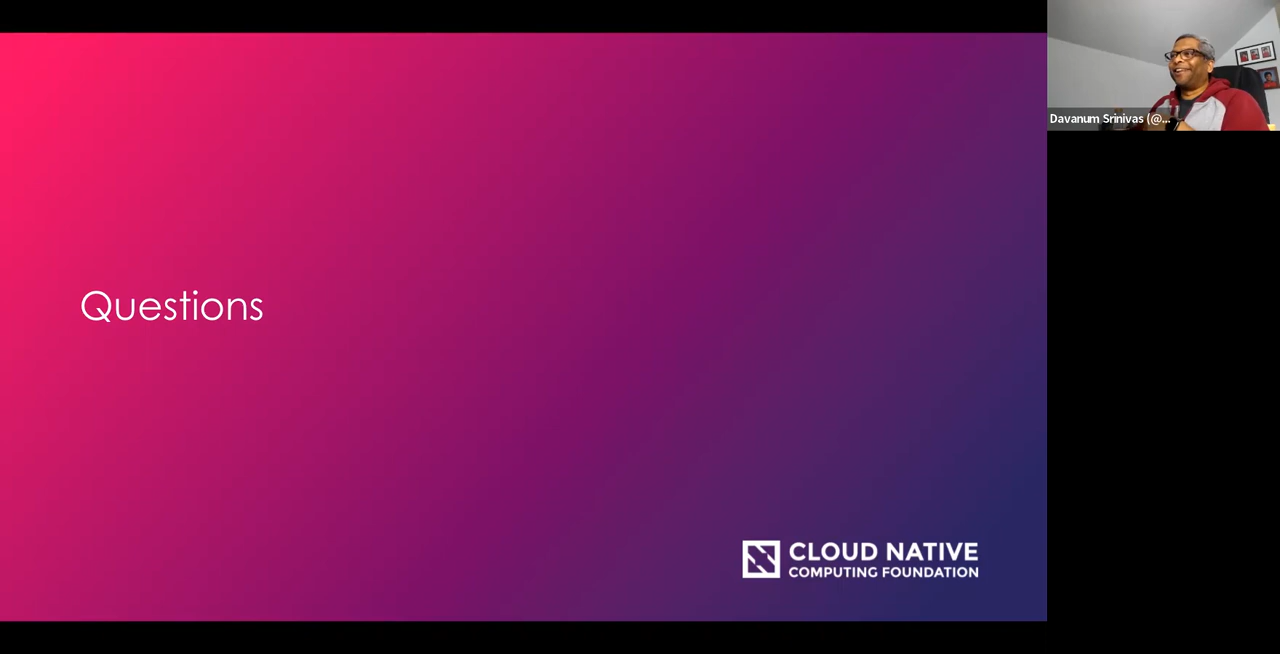 Davanum Srinivas (@...
Questions
CLOUD NATIVE
COMPUTING FOUNDATION